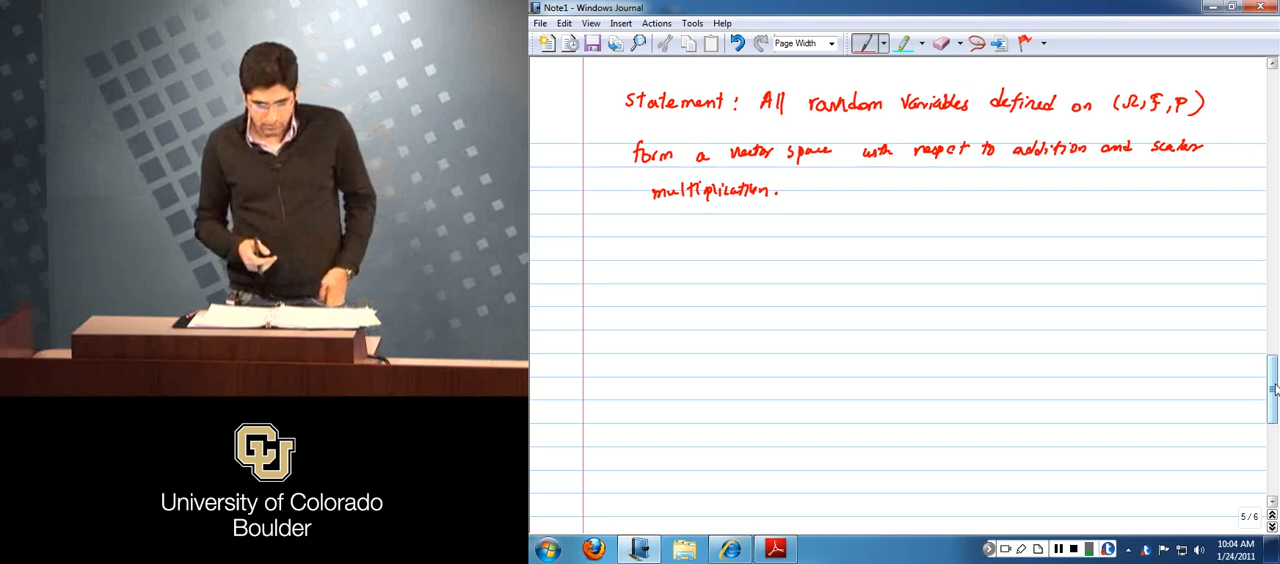 Note1 - Windows Journal
File Edit View Insert Actions Tools Help
Page Width
Statement : All random variables defined on (Ω, F, P)
form a vector space with respect to addition and scalar
multiplication.
5 / 6
University of Colorado
Boulder
10:04 AM
1/24/2011